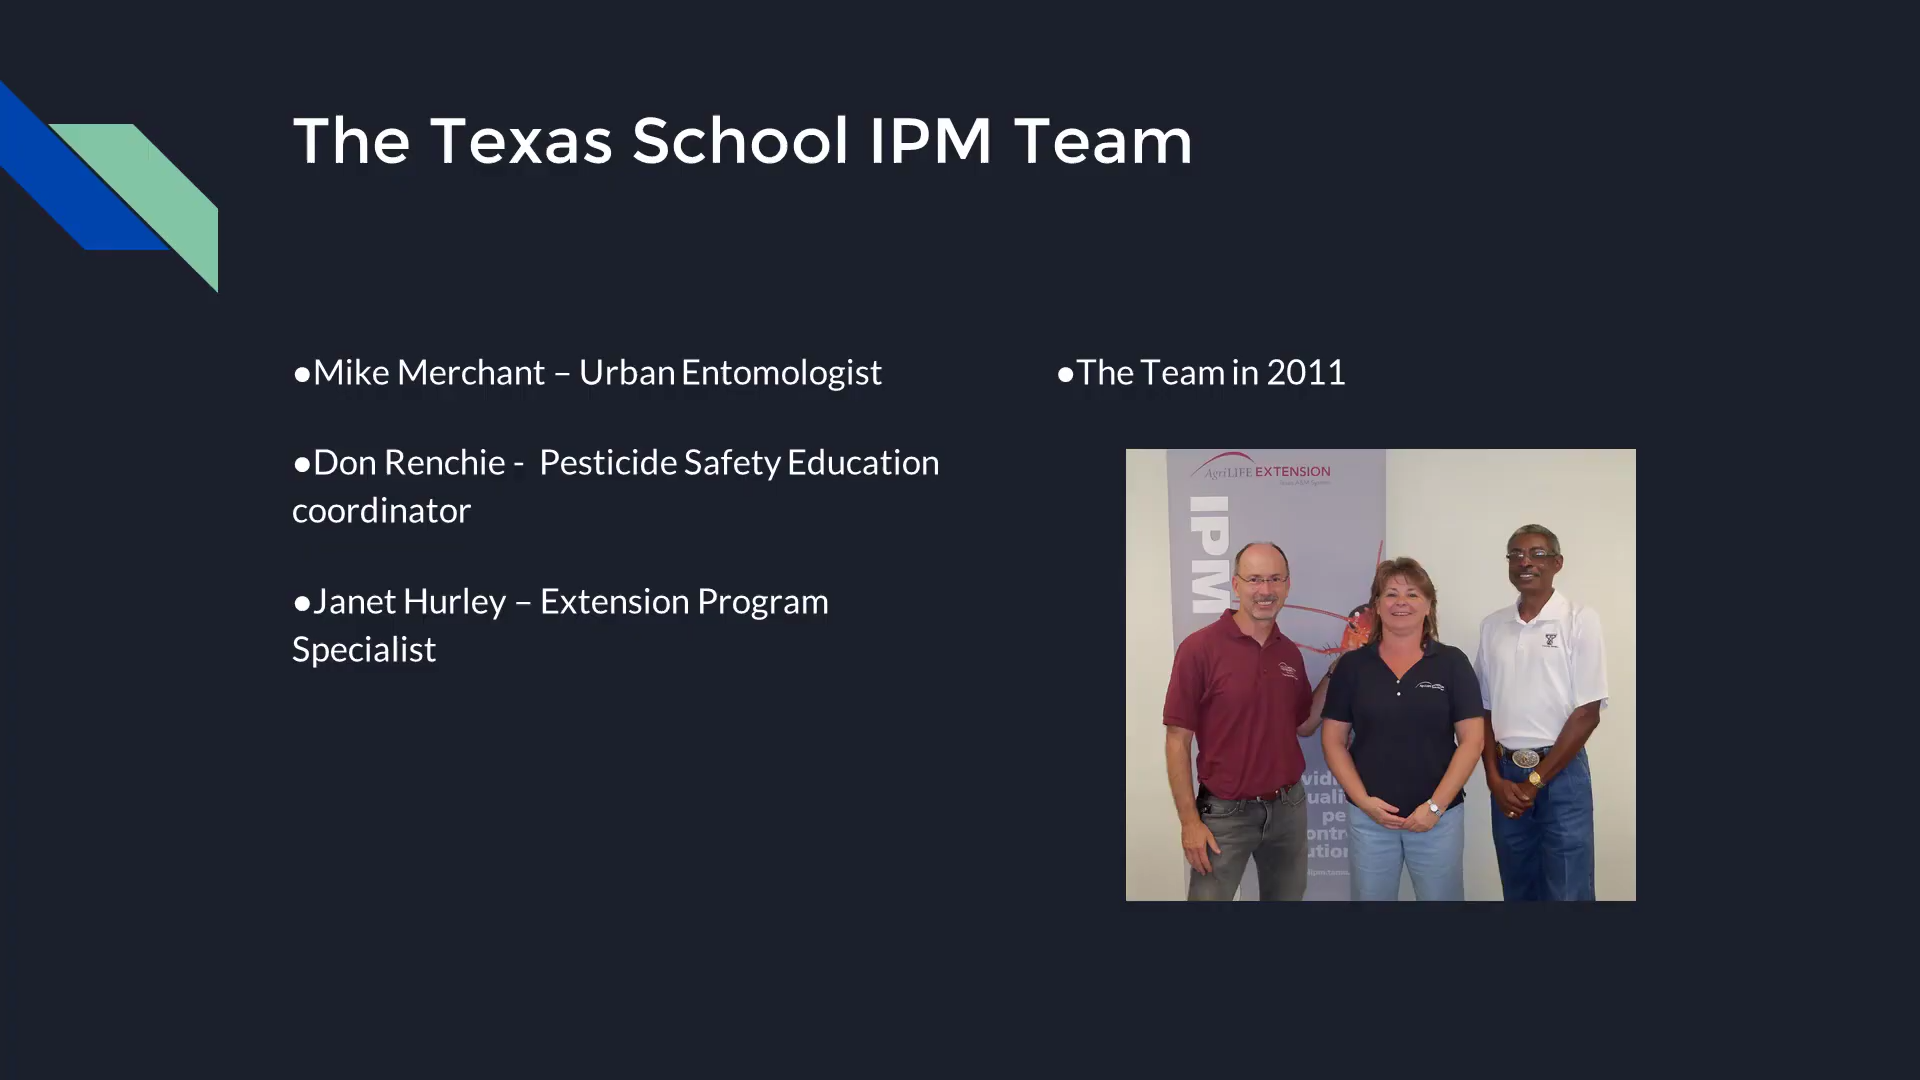 The Texas School IPM Team
●Mike Merchant – Urban Entomologist
●Don Renchie - Pesticide Safety Education
coordinator
●Janet Hurley – Extension Program
Specialist
●The Team in 2011
AgriLIFE EXTENSION
IPM